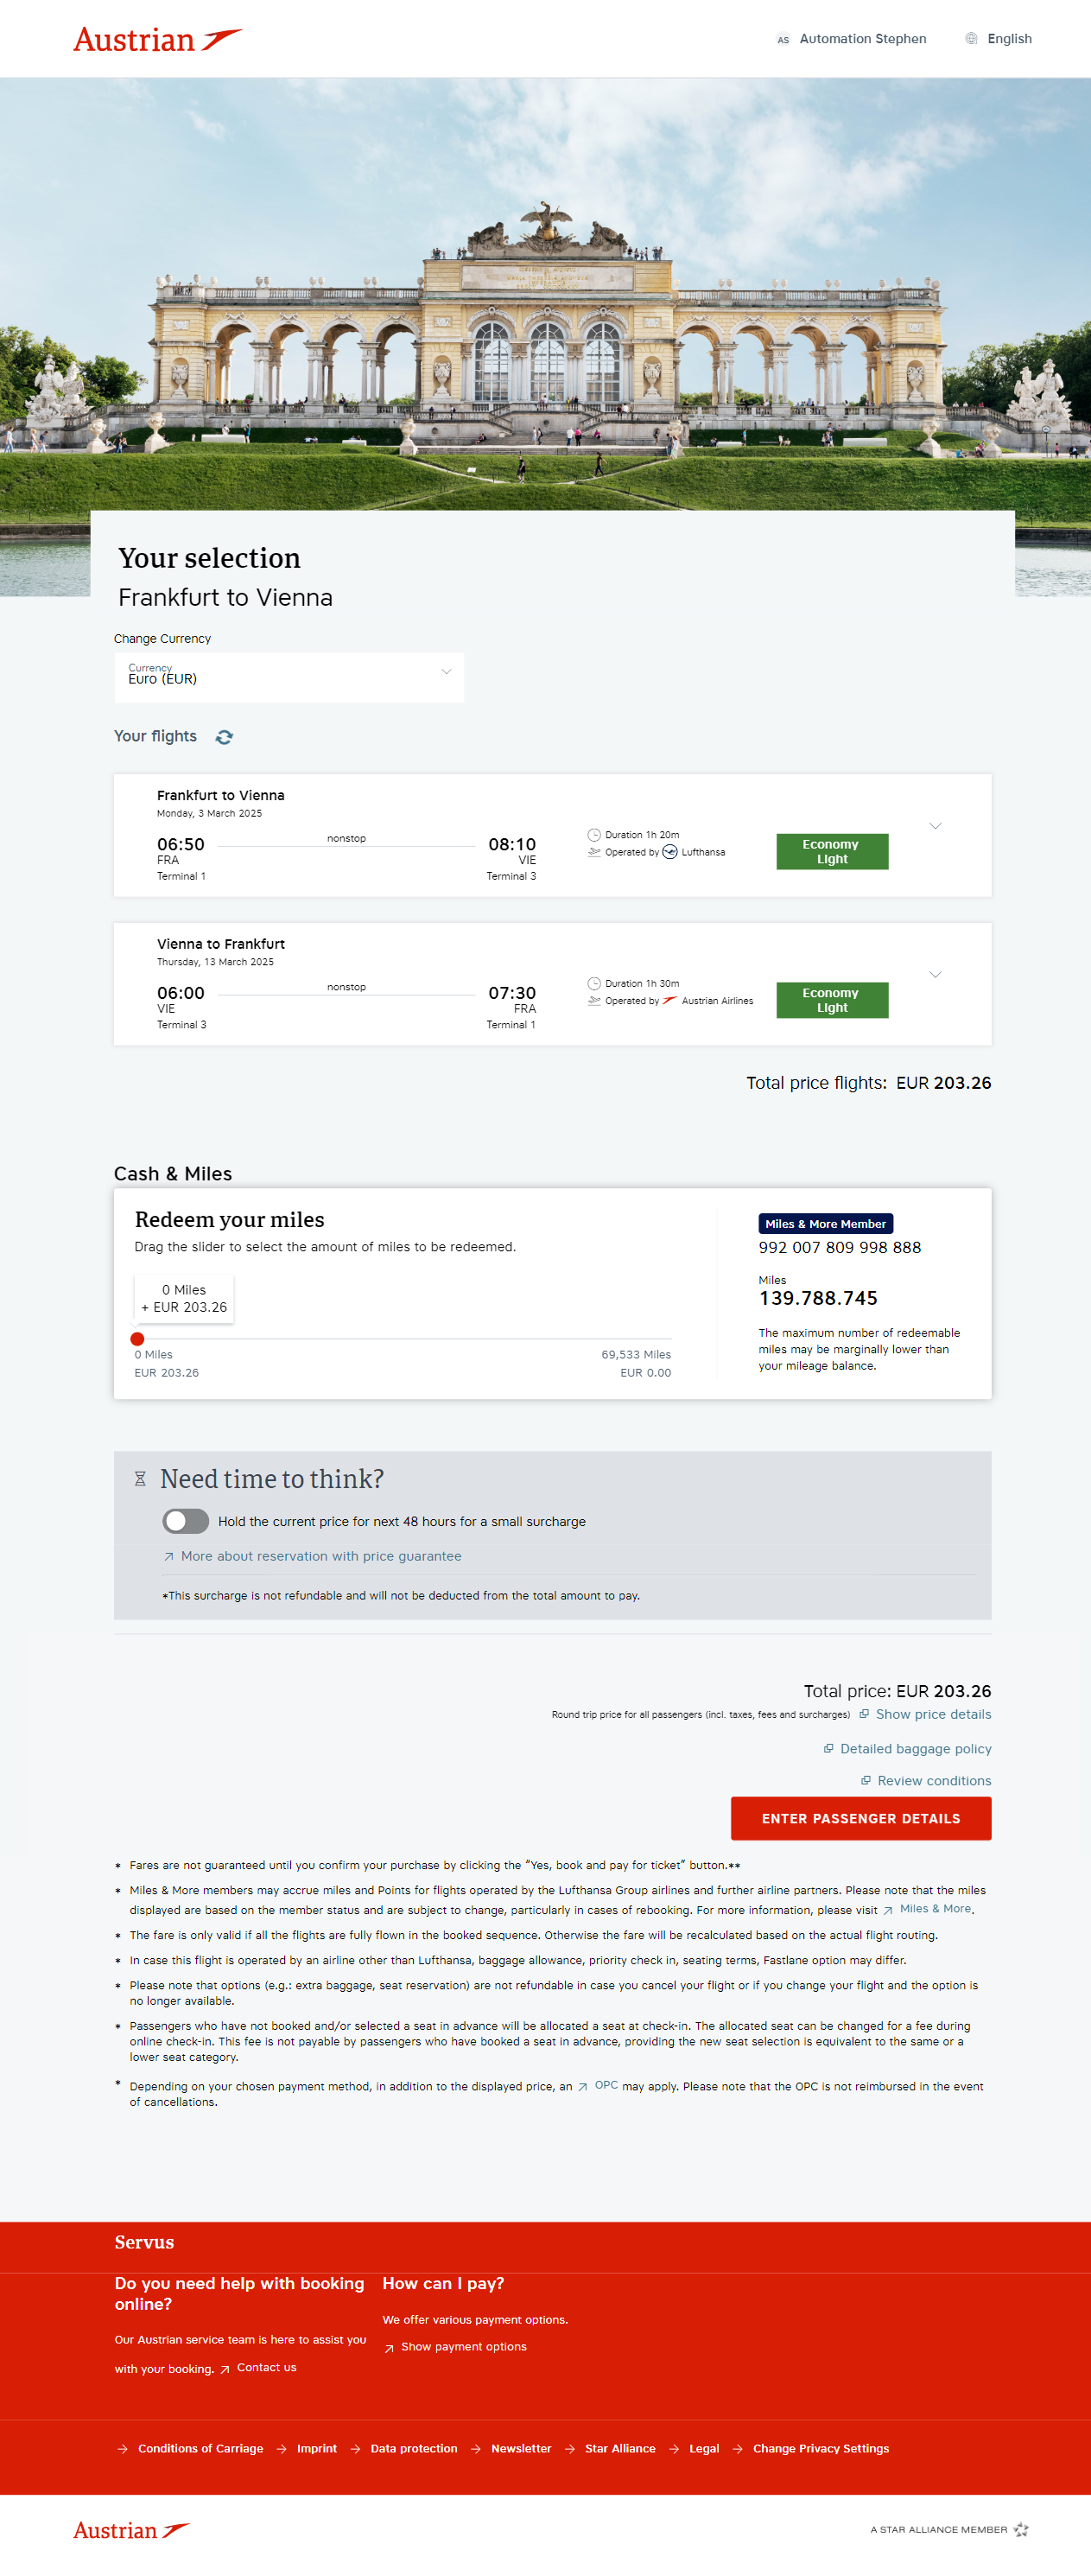 Austrian
AS Automation Stephen
English
Your selection
Frankfurt to Vienna
Change Currency
Currency
Euro (EUR)
Your flights
Frankfurt to Vienna
Monday, 3 March 2025
06:50
nonstop
08:10
FRA
VIE
Terminal 1
Terminal 3
Duration 1h 20m
Operated by Lufthansa
Economy
Light
Vienna to Frankfurt
Thursday, 13 March 2025
06:00
nonstop
07:30
VIE
FRA
Terminal 3
Terminal 1
Duration 1h 30m
Operated by Austrian Airlines
Economy
Light
Total price flights: EUR 203.26
Cash & Miles
Redeem your miles
Drag the slider to select the amount of miles to be redeemed.
0 Miles
+ EUR 203.26
0 Miles
69,533 Miles
EUR 203.26
EUR 0.00
Miles & More Member
992 007 809 998 888
Miles
139.788.745
The maximum number of redeemable
miles may be marginally lower than
your mileage balance.
Need time to think?
Hold the current price for next 48 hours for a small surcharge
More about reservation with price guarantee
*This surcharge is not refundable and will not be deducted from the total amount to pay.
Total price: EUR 203.26
Round trip price for all passengers (incl. taxes, fees and surcharges) Show price details
Detailed baggage policy
Review conditions
ENTER PASSENGER DETAILS
* Fares are not guaranteed until you confirm your purchase by clicking the "Yes, book and pay for ticket" button.**
* Miles & More members may accrue miles and Points for flights operated by the Lufthansa Group airlines and further airline partners. Please note that the miles
displayed are based on the member status and are subject to change, particularly in cases of rebooking. For more information, please visit Miles & More.
* The fare is only valid if all the flights are fully flown in the booked sequence. Otherwise the fare will be recalculated based on the actual flight routing.
* In case this flight is operated by an airline other than Lufthansa, baggage allowance, priority check in, seating terms, Fastlane option may differ.
* Please note that options (e.g.: extra baggage, seat reservation) are not refundable in case you cancel your flight or if you change your flight and the option is
no longer available.
* Passengers who have not booked and/or selected a seat in advance will be allocated a seat at check-in. The allocated seat can be changed for a fee during
online check-in. This fee is not payable by passengers who have booked a seat in advance, providing the new seat selection is equivalent to the same or a
lower seat category.
* Depending on your chosen payment method, in addition to the displayed price, an OPC may apply. Please note that the OPC is not reimbursed in the event
of cancellations.
Servus
Do you need help with booking
online?
Our Austrian service team is here to assist you
with your booking. Contact us
How can I pay?
We offer various payment options.
Show payment options
Conditions of Carriage Imprint Data protection Newsletter Star Alliance Legal Change Privacy Settings
Austrian
A STAR ALLIANCE MEMBER